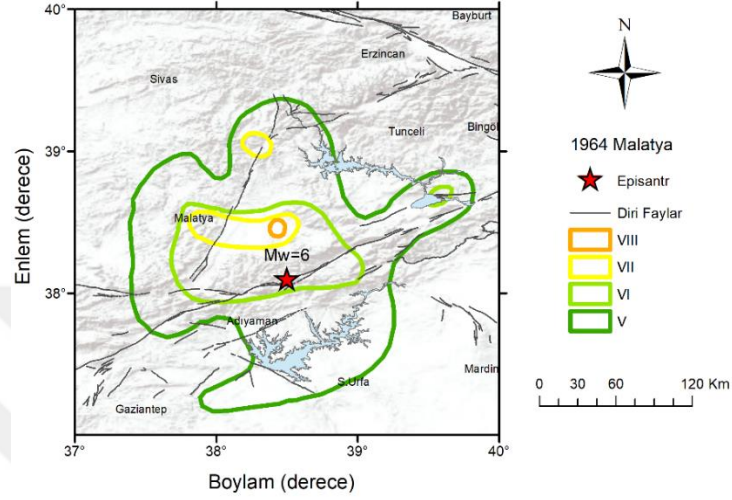 40°
Bayburt
Erzincan
Sivas
Tunceli
Bingöl
39°
Malatya
Mw=6
38°
Adıyaman
S.Urfa
Mardin
Gaziantep
37°
38°
39°
40°
Enlem (derece)
Boylam (derece)
N
1964 Malatya
Episantr
Diri Faylar
VIII
VII
VI
V
0 30 60 120 Km